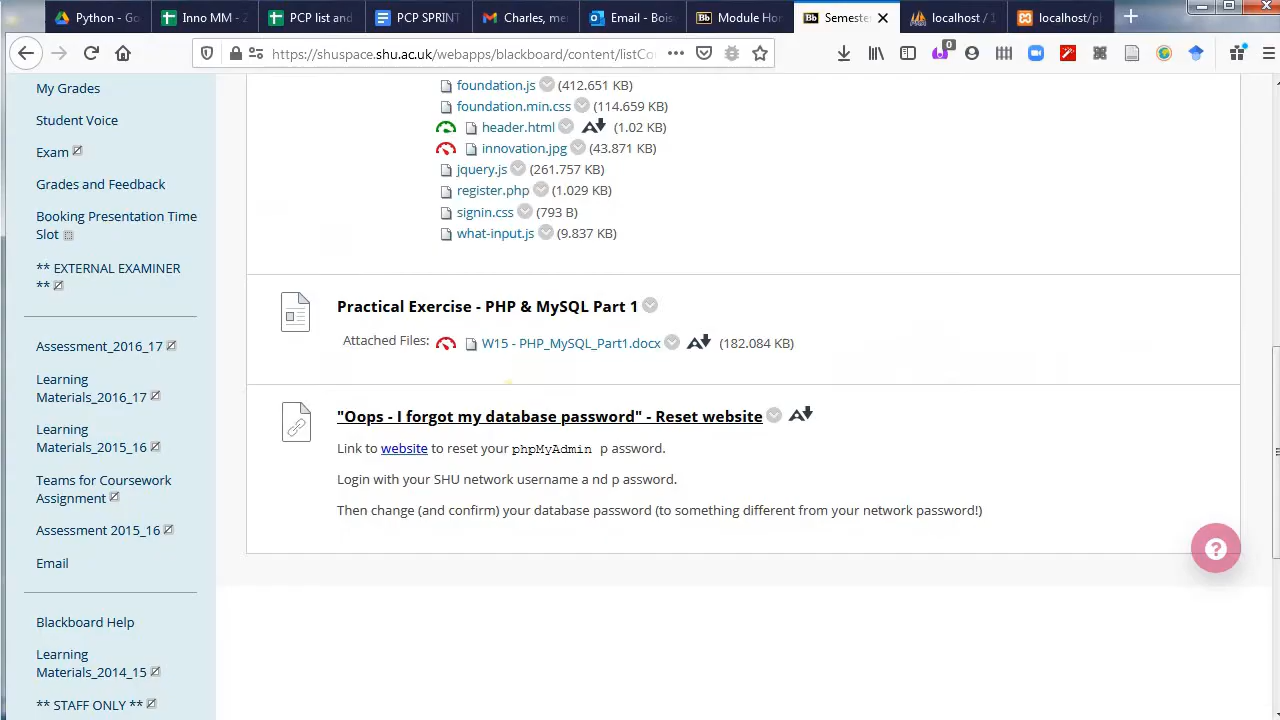 Python - Go
Inno MM - Z
PCP list and
PCP SPRINT
Charles, me
Email - Bois
Module Hom
Semeste
localhost / 1
localhost/pl
https://shuspace.shu.ac.uk/webapps/blackboard/content/listCo
0
My Grades
Student Voice
Exam
Grades and Feedback
Booking Presentation Time
Slot
** EXTERNAL EXAMINER
**
Assessment_2016_17
Learning
Materials_2016_17
Learning
Materials_2015_16
Teams for Coursework
Assignment
Assessment 2015_16
Email
Blackboard Help
Learning
Materials_2014_15
** STAFF ONLY **
foundation.js (412.651 KB)
foundation.min.css (114.659 KB)
header.html (1.02 KB)
innovation.jpg (43.871 KB)
jquery.js (261.757 KB)
register.php (1.029 KB)
signin.css (793 B)
what-input.js (9.837 KB)
Practical Exercise - PHP & MySQL Part 1
Attached Files: W15 - PHP_MySQL_Part1.docx (182.084 KB)
"Oops - I forgot my database password" - Reset website
Link to website to reset your phpMyAdmin p assword.
Login with your SHU network username a nd p assword.
Then change (and confirm) your database password (to something different from your network password!)